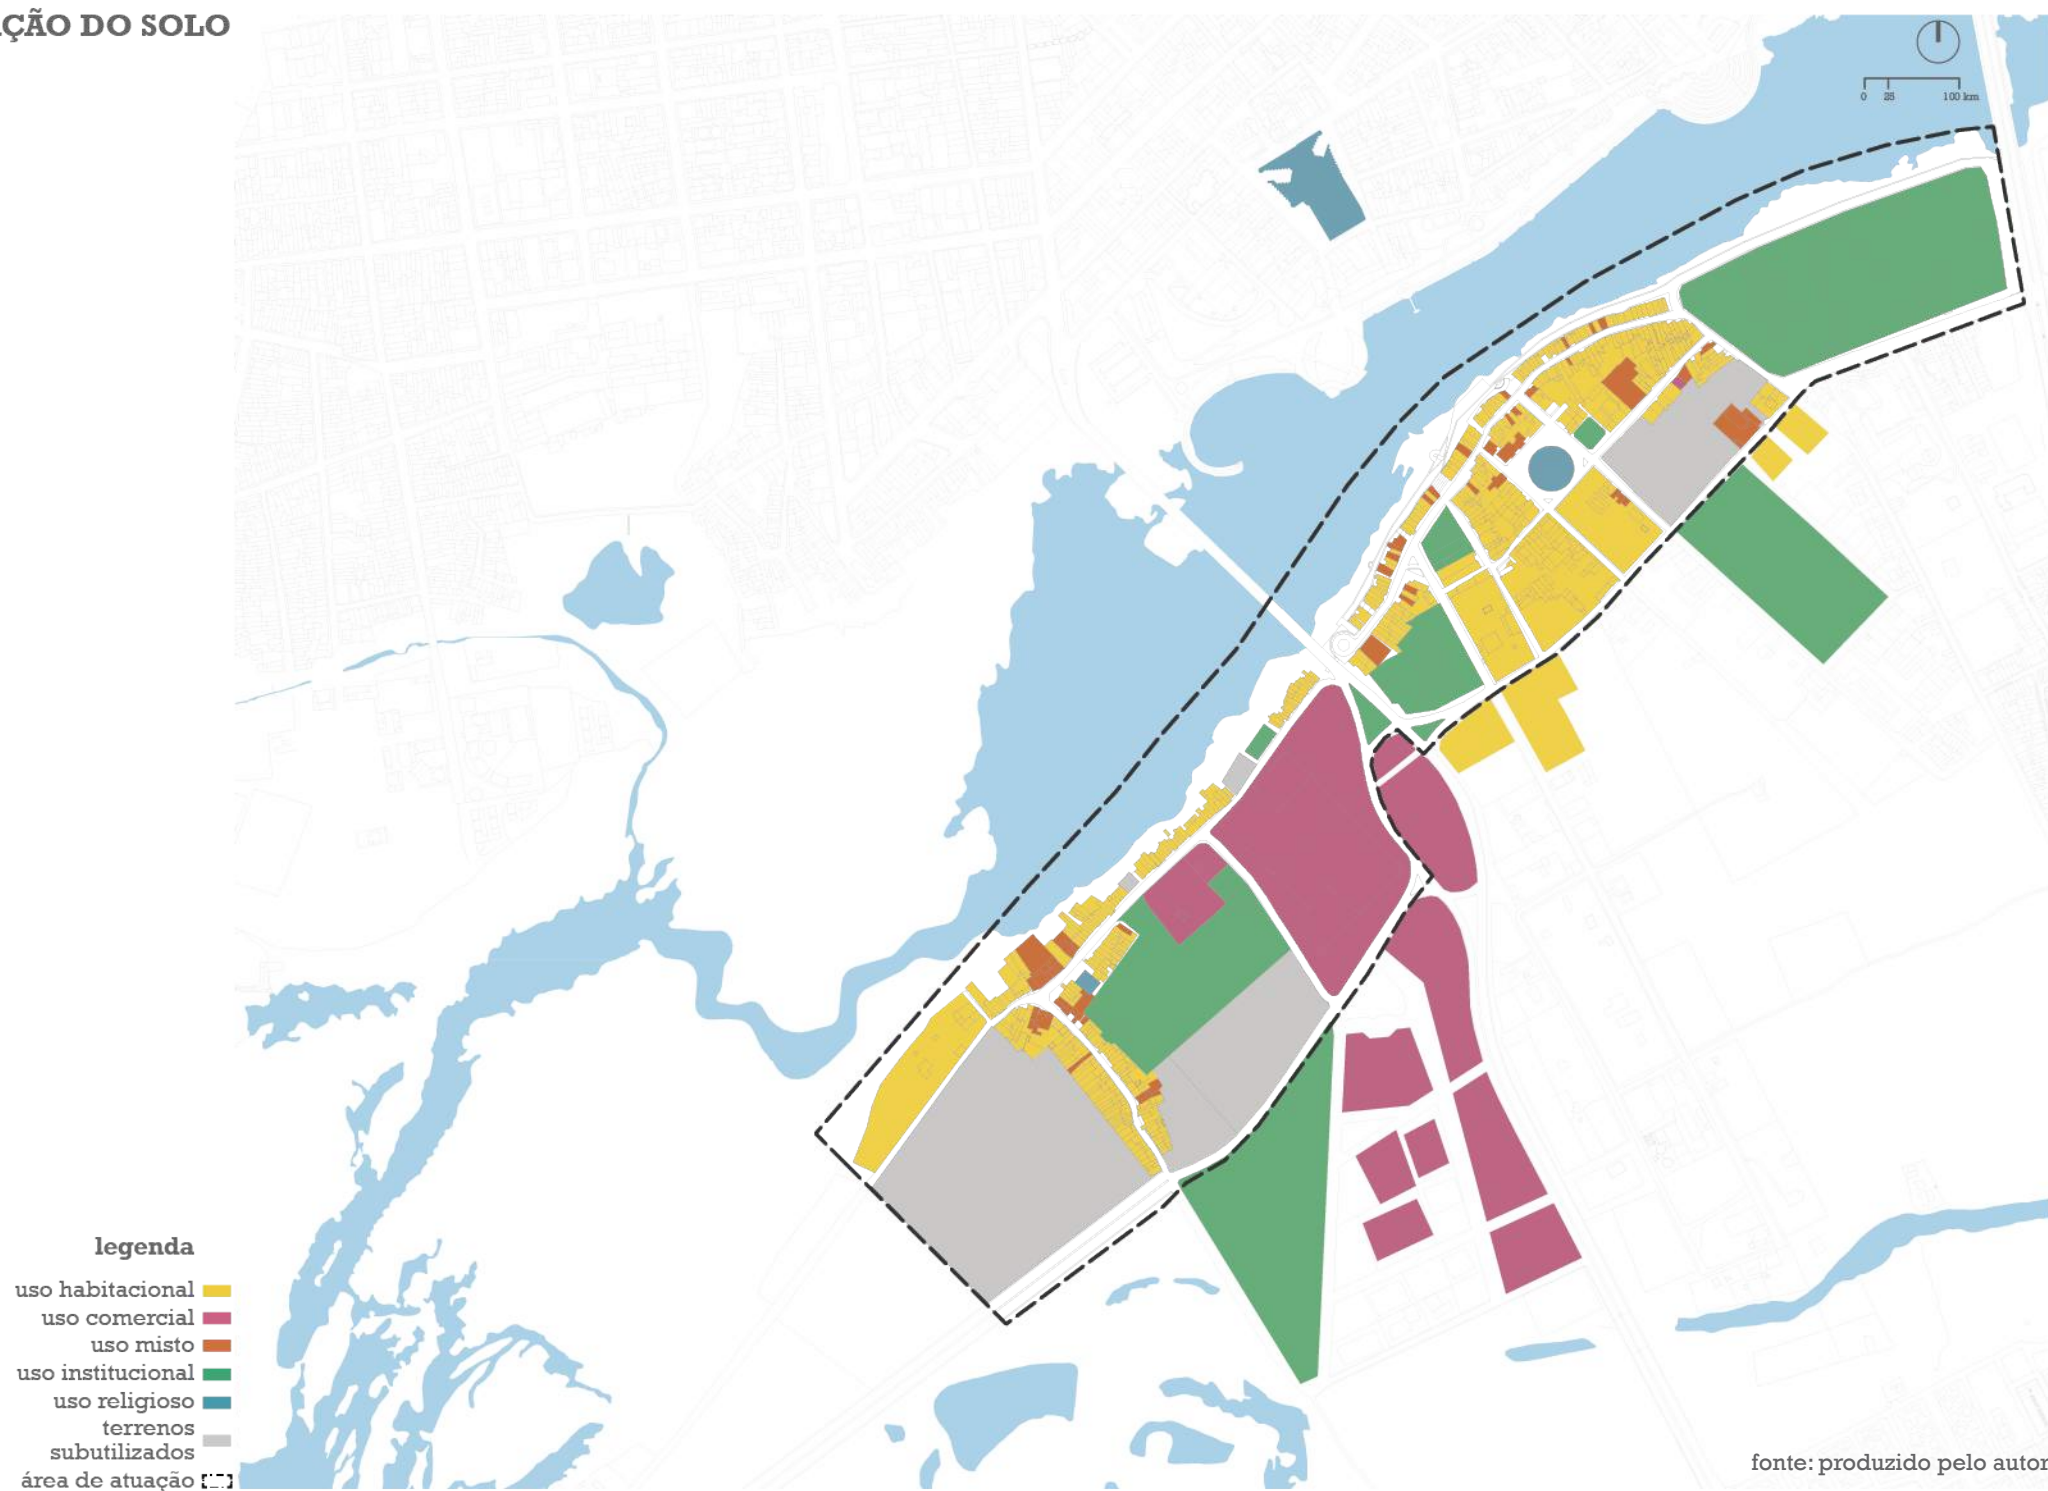 ÇÃO DO SOLO
0 25 100 km
legenda
uso habitacional
uso comercial
uso misto
uso institucional
uso religioso
terrenos
subutilizados
área de atuação
fonte: produzido pelo autor